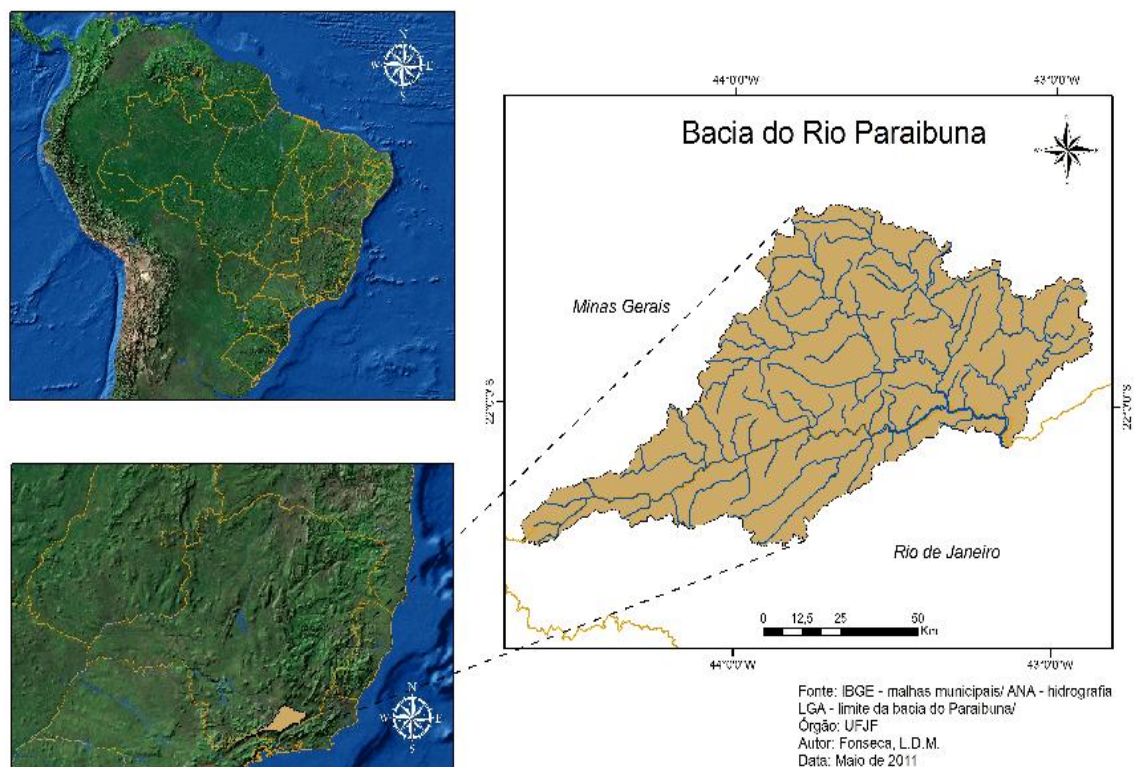 N
W E
S
44°0'0"W 43°0'0"W
Bacia do Rio Paraibuna
Minas Gerais
22°0'0"S 22°0'0"S
Rio de Janeiro
0 12,5 25 50
Km
44°0'0"W 43°0'0"W
N
W E
S
Fonte: IBGE - malhas municipais/ ANA - hidrografia
LGA - limite da bacia do Paraibuna/
Órgão: UFJF
Autor: Fonseca, L.D.M.
Data: Maio de 2011